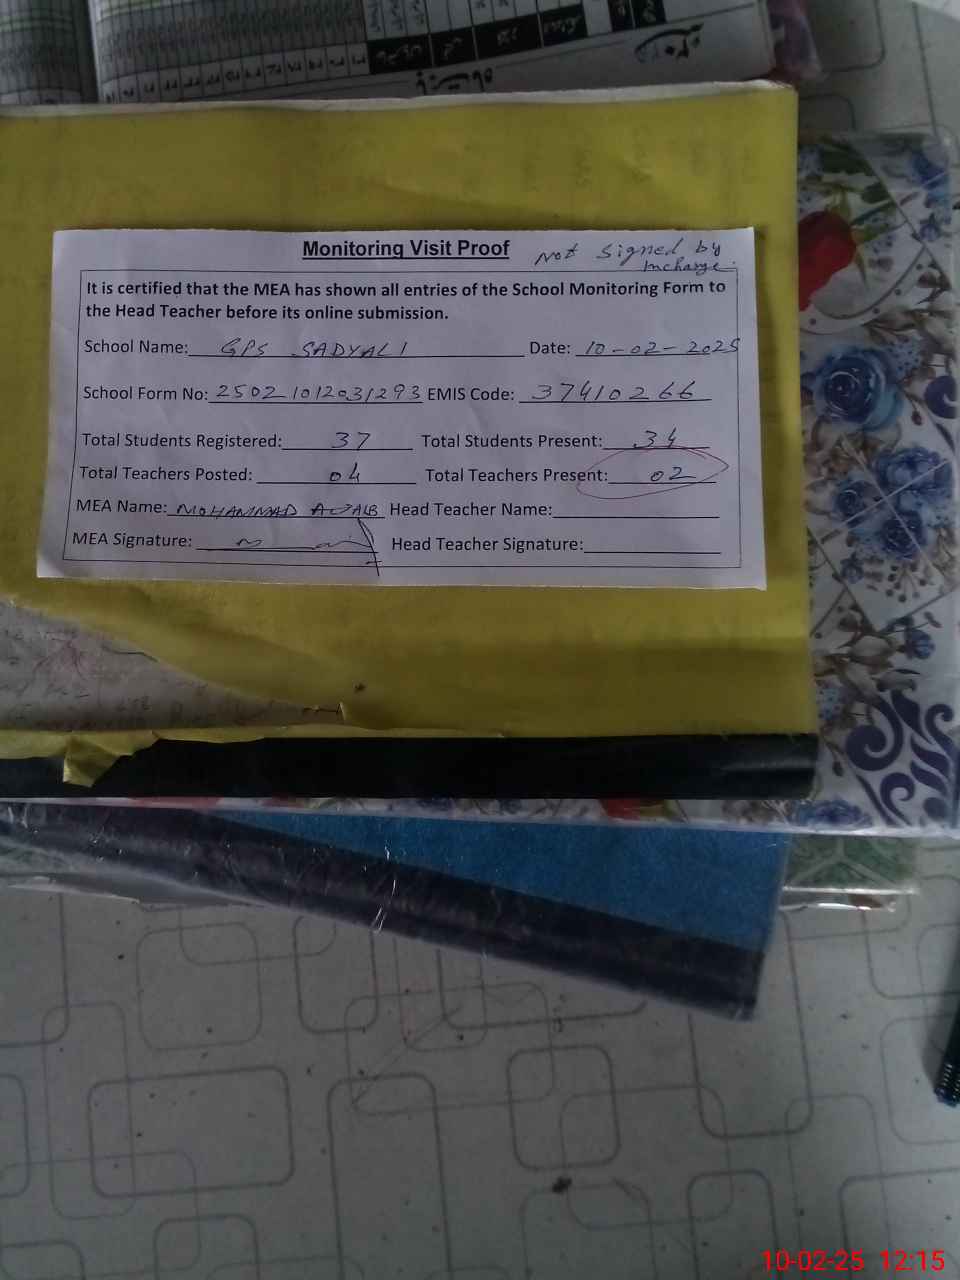 Monitoring Visit Proof Not Signed by
Incharge.
It is certified that the MEA has shown all entries of the School Monitoring Form to
the Head Teacher before its online submission.
School Name: GPS SADYALI Date: 10-02-2025
School Form No: 25021012031293 EMIS Code: 37410266
Total Students Registered: 37 Total Students Present: 34
Total Teachers Posted: 04 Total Teachers Present: 02
MEA Name: MOHAMMAD Head Teacher Name:
MEA Signature: Head Teacher Signature:
10-02-25 12:15